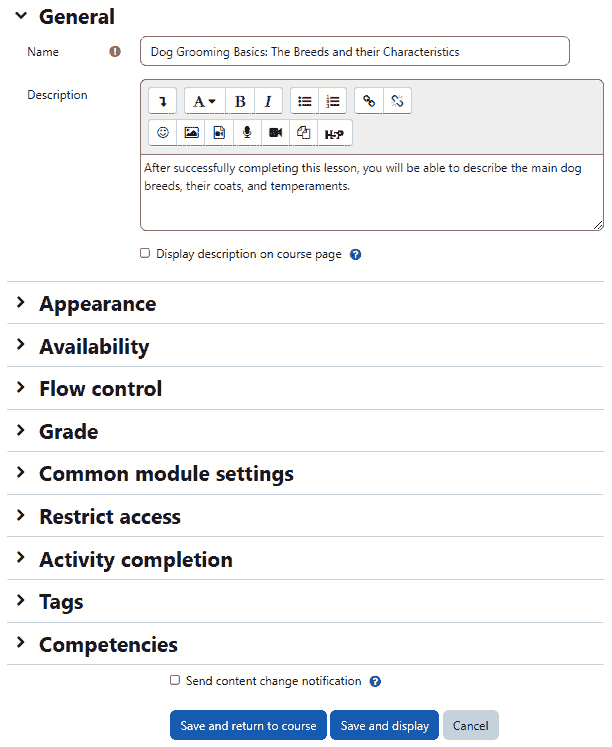 General
Name
Dog Grooming Basics: The Breeds and their Characteristics
Description
A B I
H5P
After successfully completing this lesson, you will be able to describe the main dog
breeds, their coats, and temperaments.
Display description on course page
Appearance
Availability
Flow control
Grade
Common module settings
Restrict access
Activity completion
Tags
Competencies
Send content change notification
Save and return to course Save and display Cancel